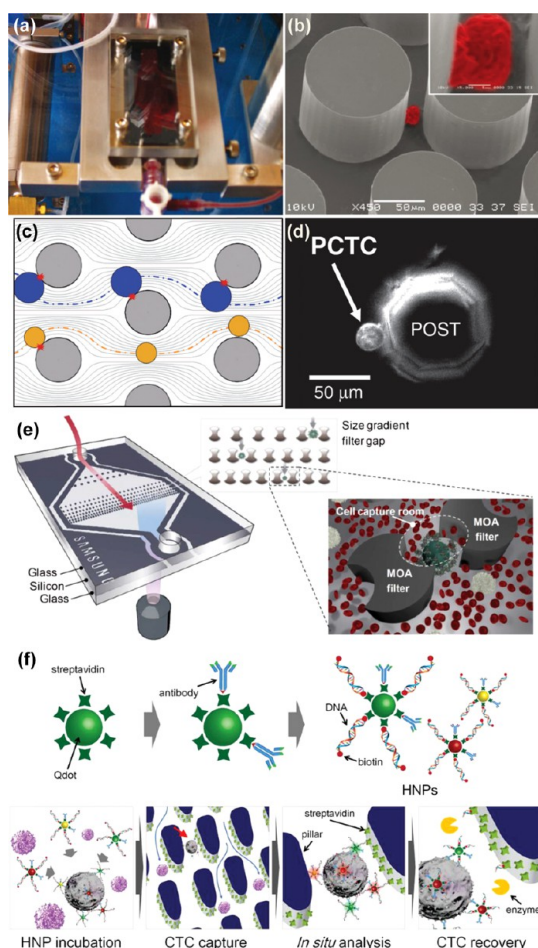 (a)
(b)
10kV X450 50μm 0000 33 37 SEI
(c)
(d)
PCTC
POST
50 μm
(e)
Size gradient
filter gap
Cell capture room
MOA
filter
MOA
filter
SAMSUNG
Glass
Silicon
Glass
(f)
streptavidin
antibody
Qdot
DNA
biotin
HNPs
streptavidin
pillar
enzyme
HNP incubation
CTC capture
In situ analysis
CTC recovery